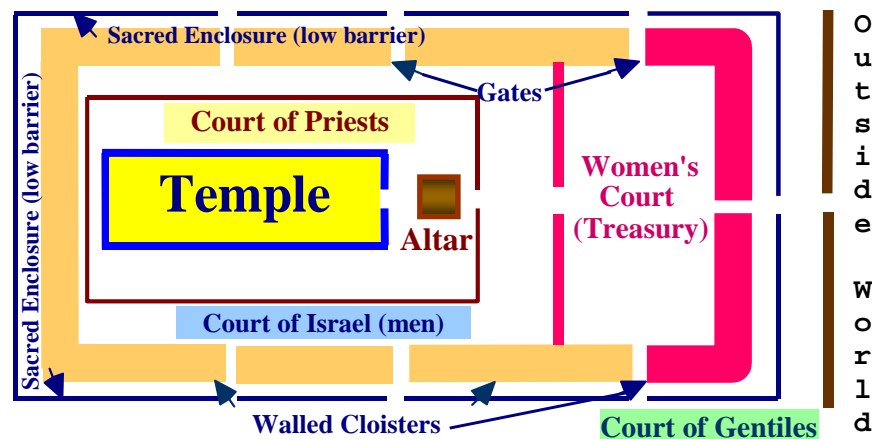 Sacred Enclosure (low barrier)
Sacred Enclosure (low barrier)
Gates
Court of Priests
Temple
Altar
Women's
Court
(Treasury)
Court of Israel (men)
Walled Cloisters
Court of Gentiles
Outside World